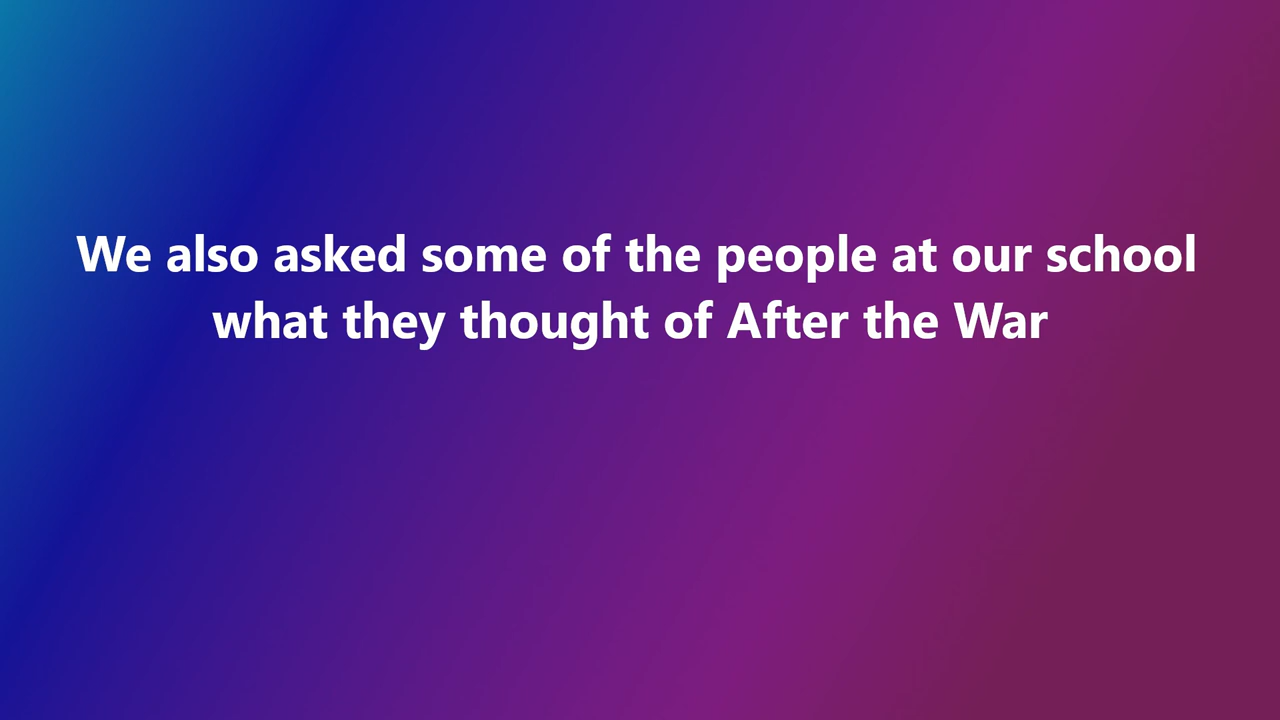 We also asked some of the people at our school
what they thought of After the War